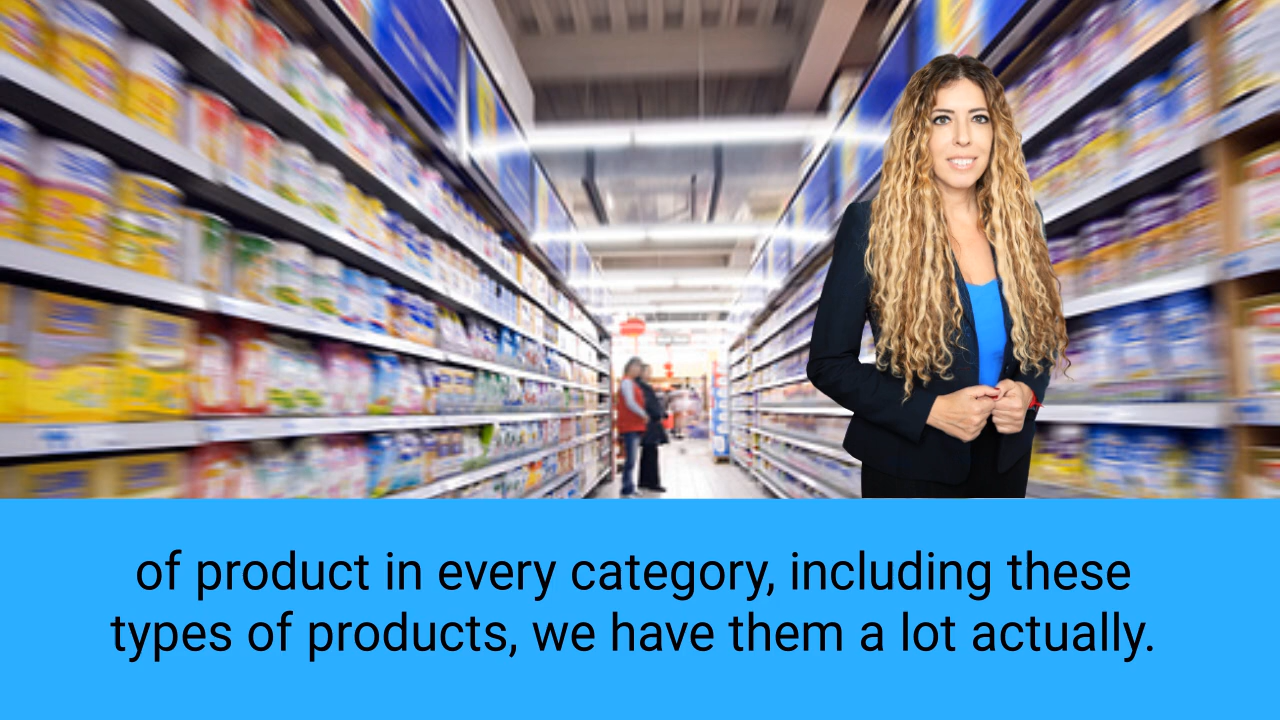 of product in every category, including these
types of products, we have them a lot actually.